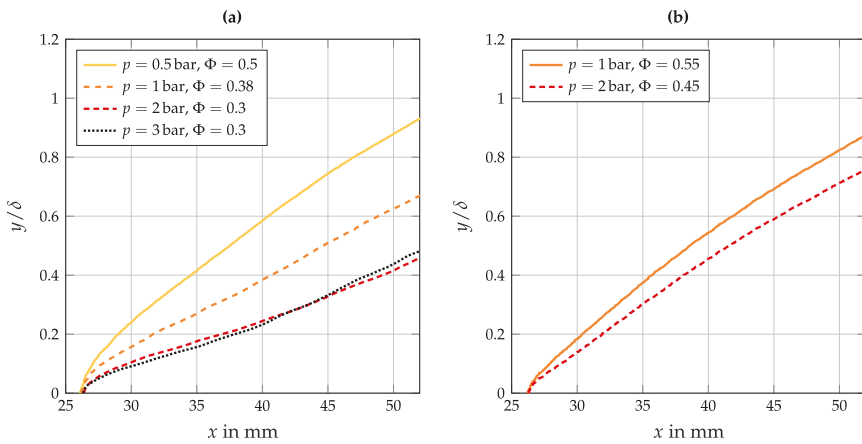 (a)
1.2
1
0.8
0.6
0.4
0.2
0
y/δ
p = 0.5 bar, Φ = 0.5
p = 1 bar, Φ = 0.38
p = 2 bar, Φ = 0.3
p = 3 bar, Φ = 0.3
25 30 35 40 45 50
x in mm
(b)
1.2
1
0.8
0.6
0.4
0.2
0
y/δ
p = 1 bar, Φ = 0.55
p = 2 bar, Φ = 0.45
25 30 35 40 45 50
x in mm